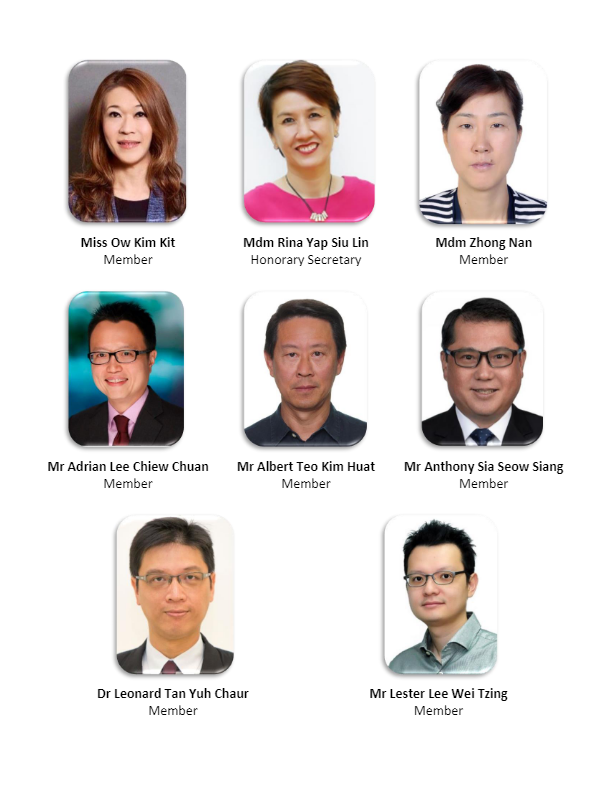 Miss Ow Kim Kit
Member
Mdm Rina Yap Siu Lin
Honorary Secretary
Mdm Zhong Nan
Member
Mr Adrian Lee Chiew Chuan
Member
Mr Albert Teo Kim Huat
Member
Mr Anthony Sia Seow Siang
Member
Dr Leonard Tan Yuh Chaur
Member
Mr Lester Lee Wei Tzing
Member